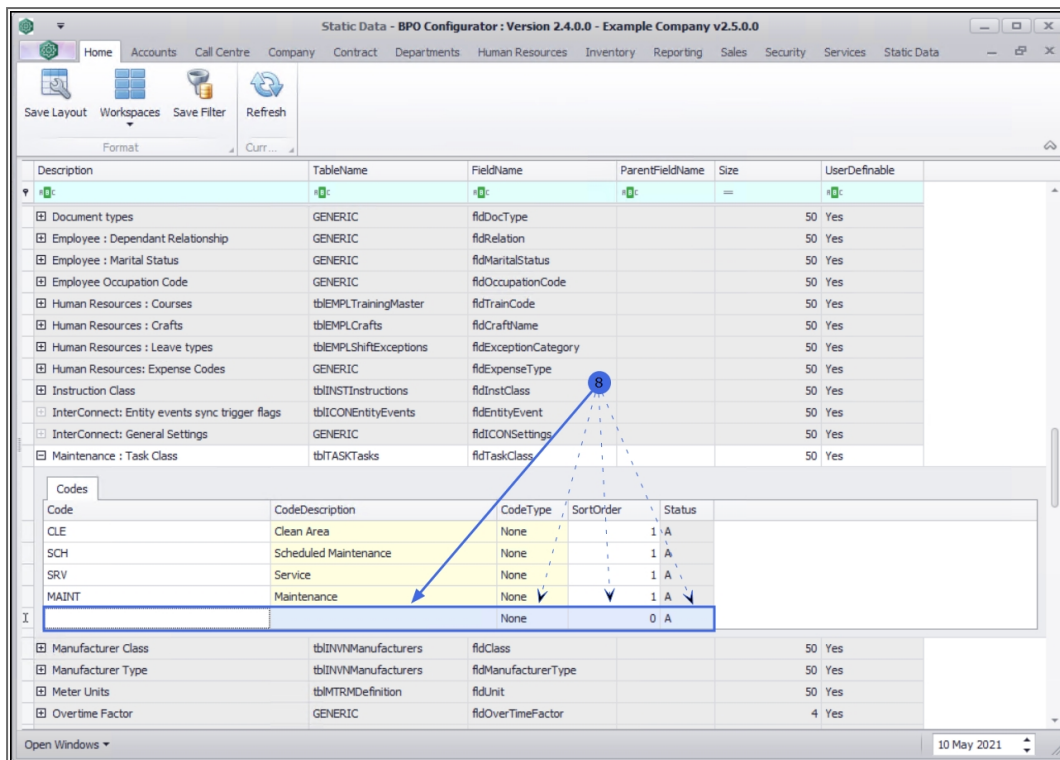 Static Data - BPO Configurator : Version 2.4.0.0 - Example Company v2.5.0.0
Home Accounts Call Centre Company Contract Departments Human Resources Inventory Reporting Sales Security Services Static Data
Save Layout Workspaces Save Filter Refresh
Format Curr...
Description TableName FieldName ParentFieldName Size UserDefinable
=
Document types GENERIC fldDocType 50 Yes
Employee : Dependant Relationship GENERIC fldRelation 50 Yes
Employee : Marital Status GENERIC fldMaritalStatus 50 Yes
Employee Occupation Code GENERIC fldOccupationCode 50 Yes
Human Resources : Courses tblEMPLTrainingMaster fldTrainCode 50 Yes
Human Resources : Crafts tblEMPLCrafts fldCraftName 50 Yes
Human Resources : Leave types tblEMPLShiftExceptions fldExceptionCategory 50 Yes
Human Resources: Expense Codes GENERIC fldExpenseType 50 Yes
8
Instruction Class tblINSTInstructions fldInstClass 50 Yes
InterConnect: Entity events sync trigger flags tblICONEntityEvents fldEntityEvent 50 Yes
InterConnect: General Settings GENERIC fldICONSettings 50 Yes
Maintenance : Task Class tblTASKTasks fldTaskClass 50 Yes
Codes
Code CodeDescription CodeType SortOrder Status
CLE Clean Area None 1 A
SCH Scheduled Maintenance None 1 A
SRV Service None 1 A
MAINT Maintenance None 1 A
None 0 A
Manufacturer Class tblINVNManufacturers fldClass 50 Yes
Manufacturer Type tblINVNManufacturers fldManufacturerType 50 Yes
Meter Units tblMTRMDefinition fldUnit 50 Yes
Overtime Factor GENERIC fldOverTimeFactor 4 Yes
Open Windows 10 May 2021